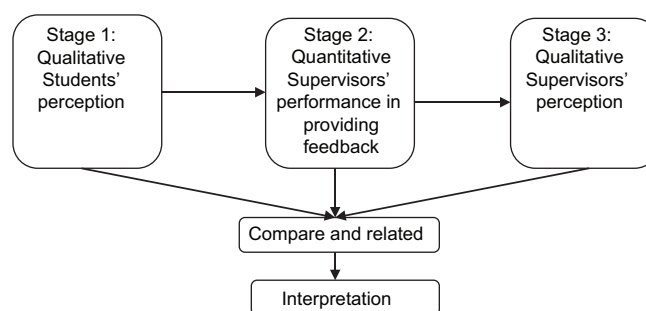 Stage 1:
Qualitative
Students'
perception
Stage 2:
Quantitative
Supervisors'
performance in
providing
feedback
Stage 3:
Qualitative
Supervisors'
perception
Compare and related
Interpretation